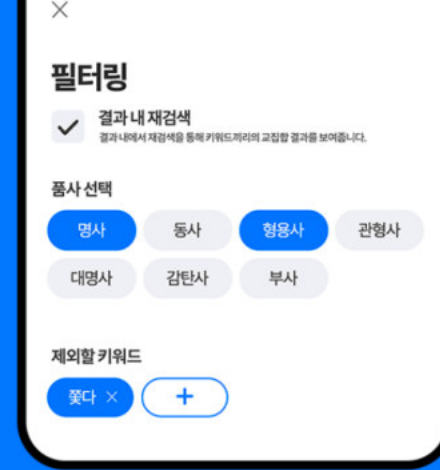 필터링
결과 내 재검색
결과 내에서 재검색을 통해 키워드끼리의 교집합 결과를 보여줍니다.
품사 선택
명사 동사 형용사 관형사
대명사 감탄사 부사
제외할 키워드
쫓다 × +